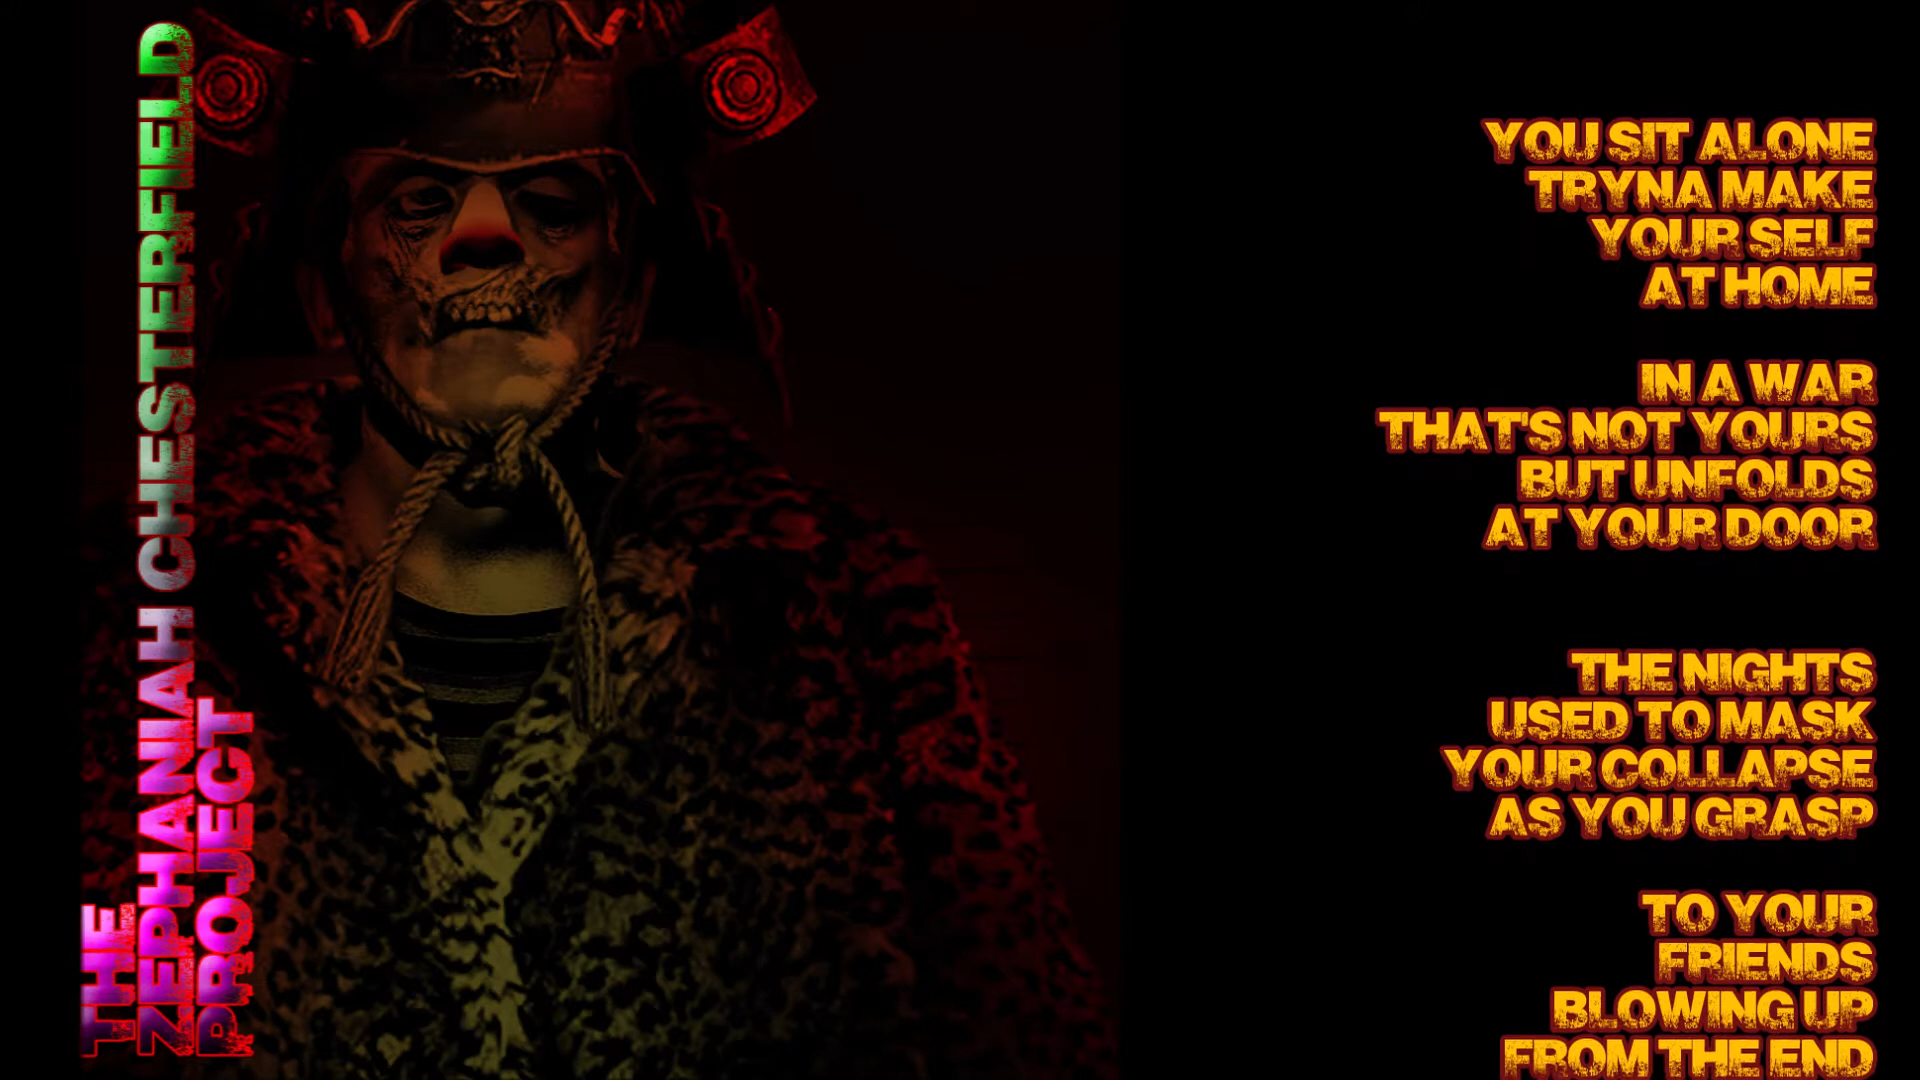 THE
ZEPHANIAH CHESTERFIELD
PROJECT
YOU SIT ALONE
TRYNA MAKE
YOUR SELF
AT HOME
IN A WAR
THAT'S NOT YOURS
BUT UNFOLDS
AT YOUR DOOR
THE NIGHTS
USED TO MASK
YOUR COLLAPSE
AS YOU GRASP
TO YOUR
FRIENDS
BLOWING UP
FROM THE END